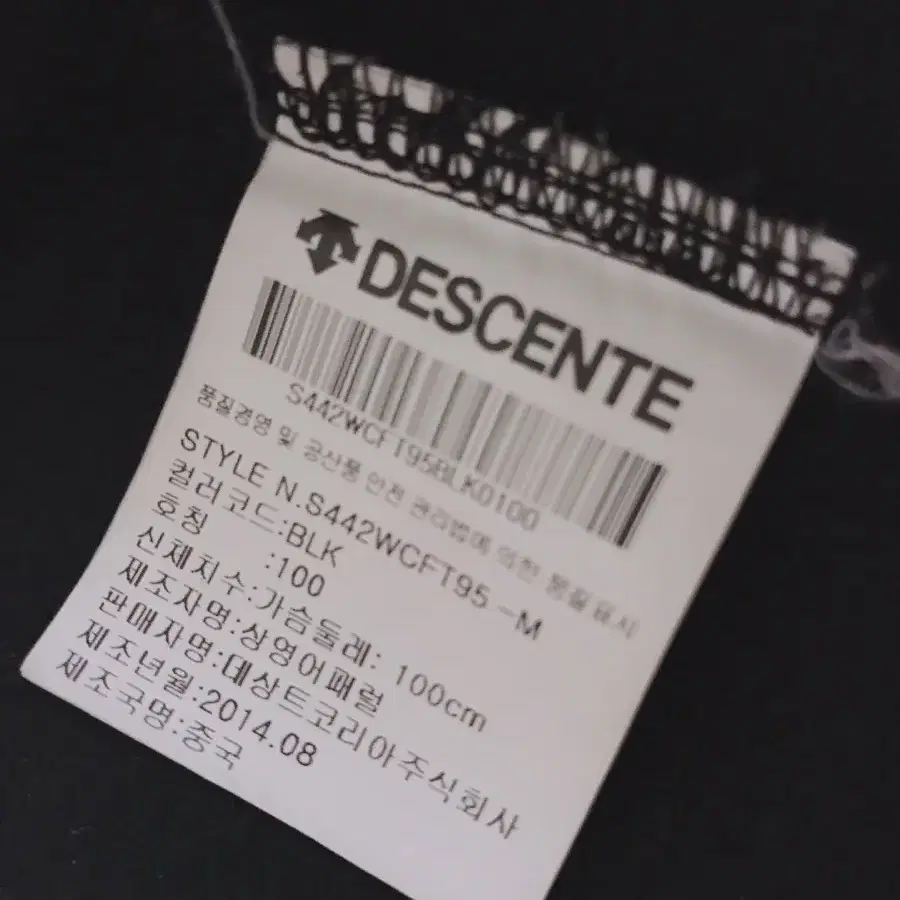 DESCENTE
S442WCFT95BLK0100
품질경영 및 공산품 안전 관리법에 의한 품질표시
STYLE N.S442WCFT95 -M
컬러코드:BLK
호칭 :100
신체치수:가슴둘레: 100cm
제조자명:상영어패럴
판매자명:데상트코리아주식회사
제조년월:2014.08
제조국명:중국